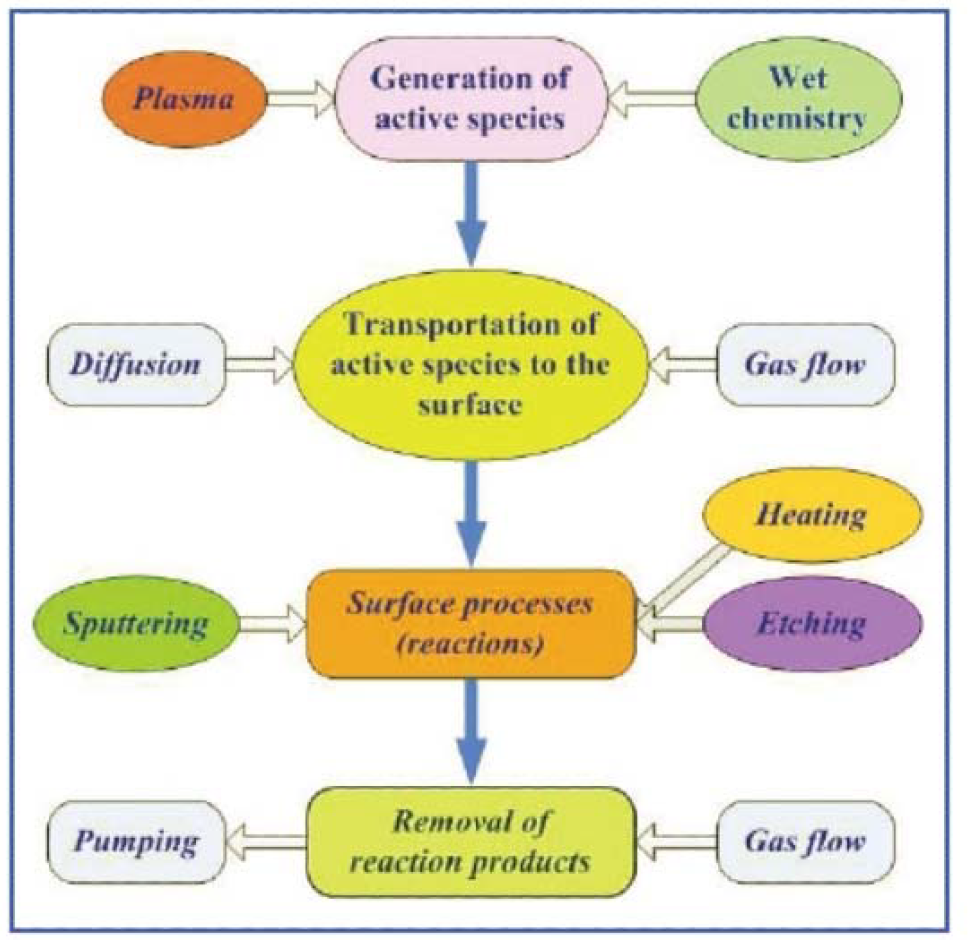 Plasma
Generation of
active species
Wet
chemistry
Diffusion
Transportation of
active species to the
surface
Gas flow
Heating
Sputtering
Surface processes
(reactions)
Etching
Pumping
Removal of
reaction products
Gas flow